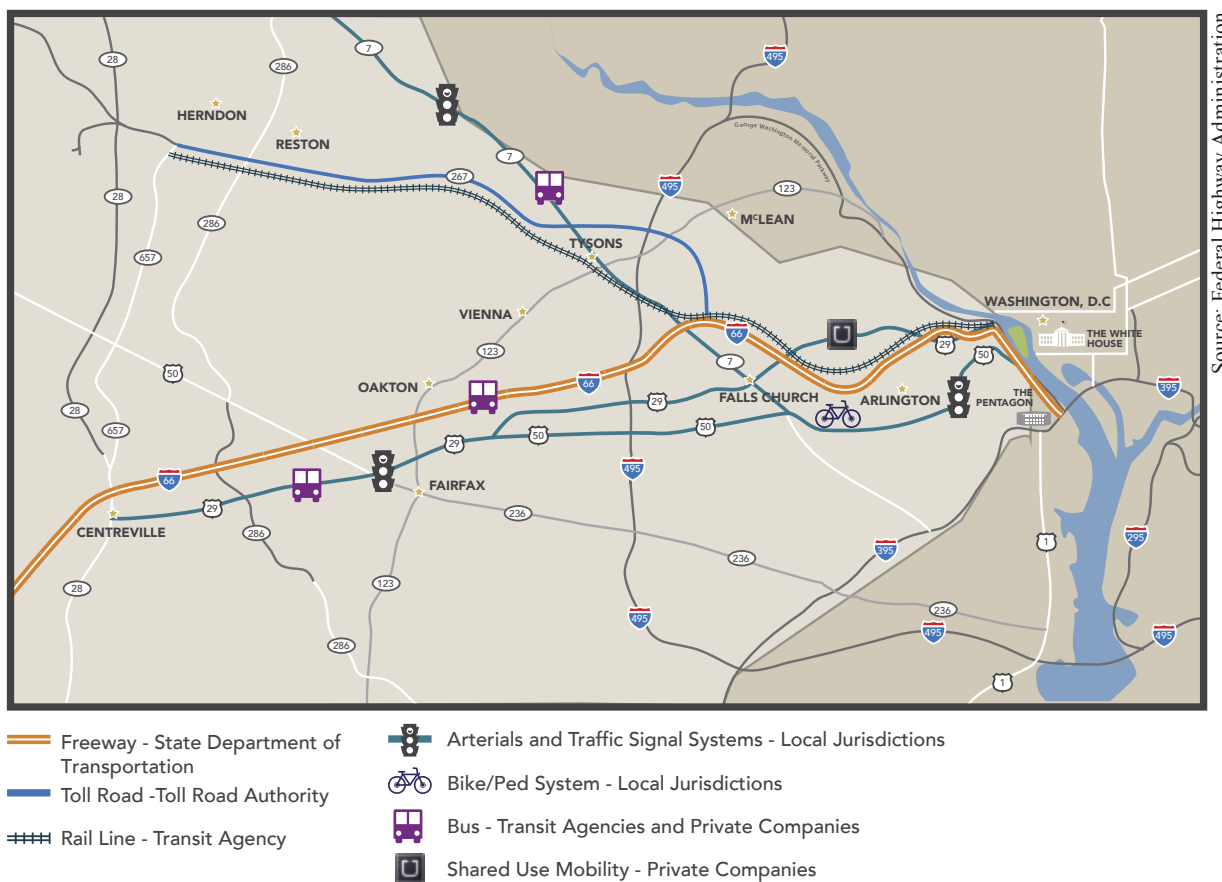 7
495
28
286
HERNDON
RESTON
George Washington Memorial Parkway
7
267
495
123
28
286
McLEAN
TYSONS
657
WASHINGTON, D.C
VIENNA
THE WHITE
HOUSE
66
29
50
123
7
50
OAKTON
66
FALLS CHURCH
ARLINGTON
THE
PENTAGON
395
29
28
657
29
50
50
495
66
FAIRFAX
29
236
CENTREVILLE
286
395
1
295
236
28
123
495
236
286
495
495
1
Source: Federal Highway Administration
Freeway - State Department of
Transportation
Toll Road -Toll Road Authority
Rail Line - Transit Agency
Arterials and Traffic Signal Systems - Local Jurisdictions
Bike/Ped System - Local Jurisdictions
Bus - Transit Agencies and Private Companies
Shared Use Mobility - Private Companies